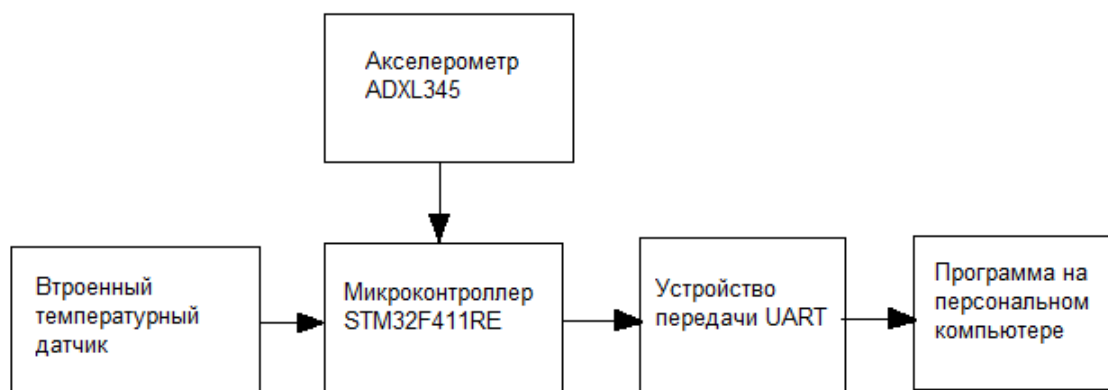 Акселерометр
ADXL345
Втроенный
температурный
датчик
Микроконтроллер
STM32F411RE
Устройство
передачи UART
Программа на
персональном
компьютере